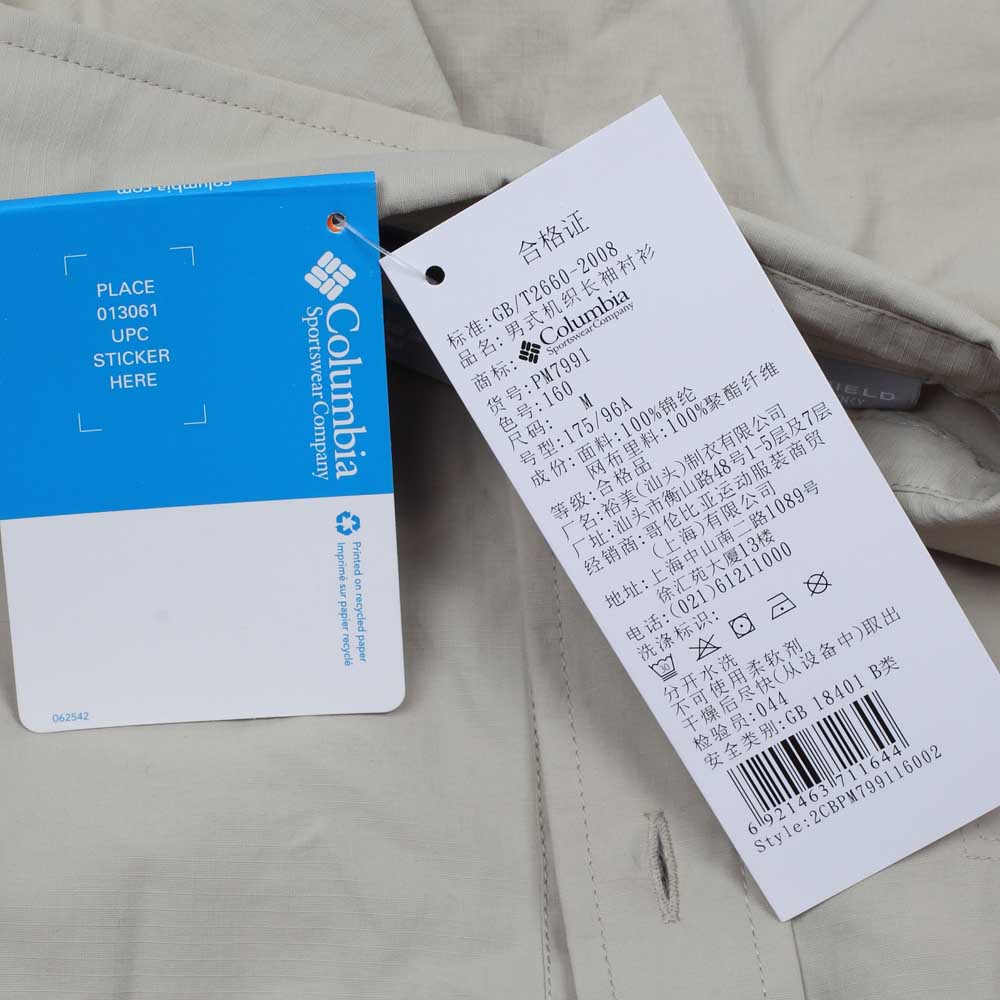 columbia.com
PLACE
013061
UPC
STICKER
HERE
Columbia
Sportswear Company
Printed on recycled paper
Imprimé sur papier recyclé
062542
合格证
标准:GB/T2660-2008
品名:男式机织长袖衬衫
商标: Columbia
Sportswear Company
货号:PM7991
色号:160
尺码: M
号型:175/96A
成份:面料:100%锦纶
网布里料:100%聚酯纤维
等级:合格品
厂名:裕美(汕头)制衣有限公司
厂址:汕头市衡山路48号1-5层及7层
经销商:哥伦比亚运动服装商贸
(上海)有限公司
地址:上海中山南二路1089号
徐汇苑大厦13楼
电话:(021)61211000
洗涤标识:
30
分开水洗
不可使用柔软剂
干燥后尽快(从设备中)取出
检验员:044
安全类别:GB 18401 B类
6921463711644
Style:2CBPM799116002
IELD